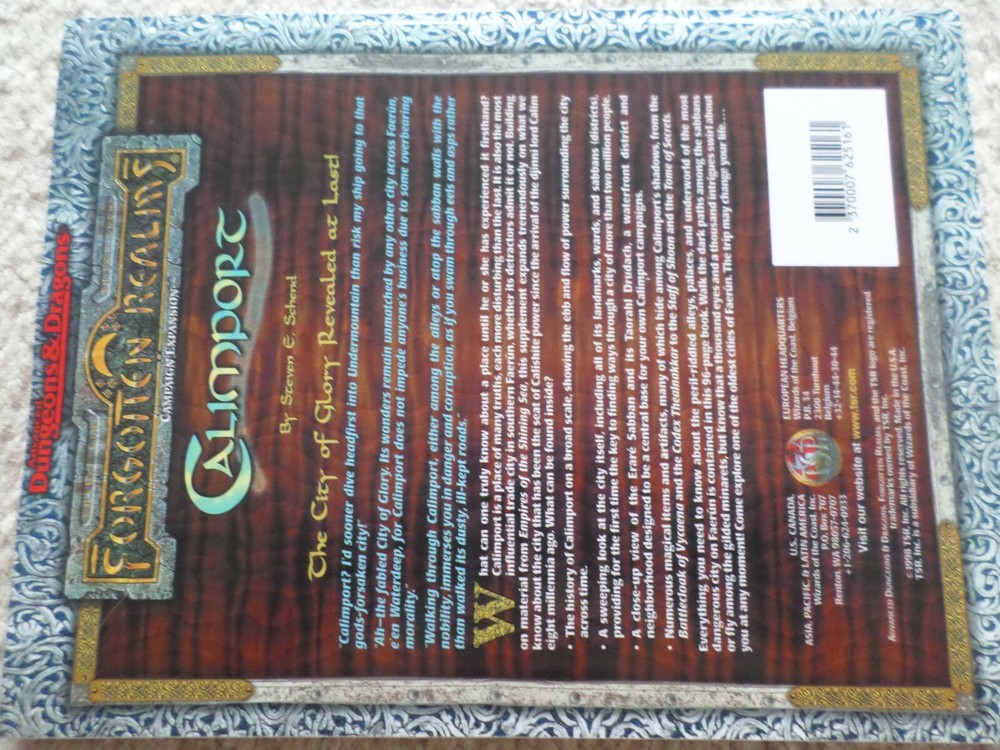 Advanced
Dungeons & Dragons
FORGOTTEN REALMS®
CAMPAIGN EXPANSION
CALIMPORT
By Steven E. Schend
The City of Glory Revealed at Last!
"Calimport? I'd sooner dive headfirst into Undermountain than risk my ship going to that
gods-forsaken city!"
"Ah—the fabled City of Glory. Its wonders remain unmatched by any other city across Faerûn,
e'en Waterdeep, for Calimport does not impede anyone's business due to some overbearing
morality."
"Walking through Calimport, either among the alleys or atop the sabban walls with the
nobility, immerses you in danger and corruption, as if you swam through eels and asps rather
than walked its dusty, ill-kept roads."
What can one truly know about a place until he or she has experienced it firsthand?
Calimport is a place of many truths, each more disturbing than the last. It is also the most
influential trade city in southern Faerûn, whether its detractors admit it or not. Building
on material from Empires of the Shining Sea, this supplement expands tremendously on what we
know about the city that has been the seat of Calishite power since the arrival of the djinni lord Calim
eight millennia ago. What can be found inside?
• The history of Calimport on a broad scale, showing the ebb and flow of power surrounding the city
across time.
• A sweeping look at the city itself, including all of its landmarks, wards, and sabbans (districts),
providing for the first time the key to finding ways through a city of more than two million people.
• A close-up view of the Eraré Sabban and its Taorahl Drudach, a waterfront district and
neighborhood designed to be a central base for your own Calimport campaigns.
• Numerous magical items and artifacts, many of which hide among Calimport's shadows, from the
Battlecloak of Vycaena and the Codex Thealnakkar to the Staff of Shoon and the Tome of Secrets.
Everything you need to know about the peril-riddled alleys, palaces, and underworld of the most
dangerous city on Faerûn is contained in this 96-page book. Walk the dark paths among the sabbans
or fly among the gilded minarets, but know that a thousand eyes and a thousand intrigues swirl about
you at any moment! Come explore one of the oldest cities of Faerûn. The trip may change your life. . . .
U.S., CANADA,
ASIA, PACIFIC, & LATIN AMERICA
Wizards of the Coast, Inc.
P.O. Box 707
Renton, WA 98057-0707
+1-206-624-0933
EUROPEAN HEADQUARTERS
Wizards of the Coast, Belgium
P.B. 34
2300 Turnhout
Belgium
+32-14-44-30-44
Visit our website at www.tsr.com
ADVANCED DUNGEONS & DRAGONS, FORGOTTEN REALMS, and the TSR logo are registered
trademarks owned by TSR, Inc.
©1998 TSR, Inc. All rights reserved. Made in the U.S.A.
TSR, Inc. is a subsidiary of Wizards of the Coast, Inc.
2 370007 625161